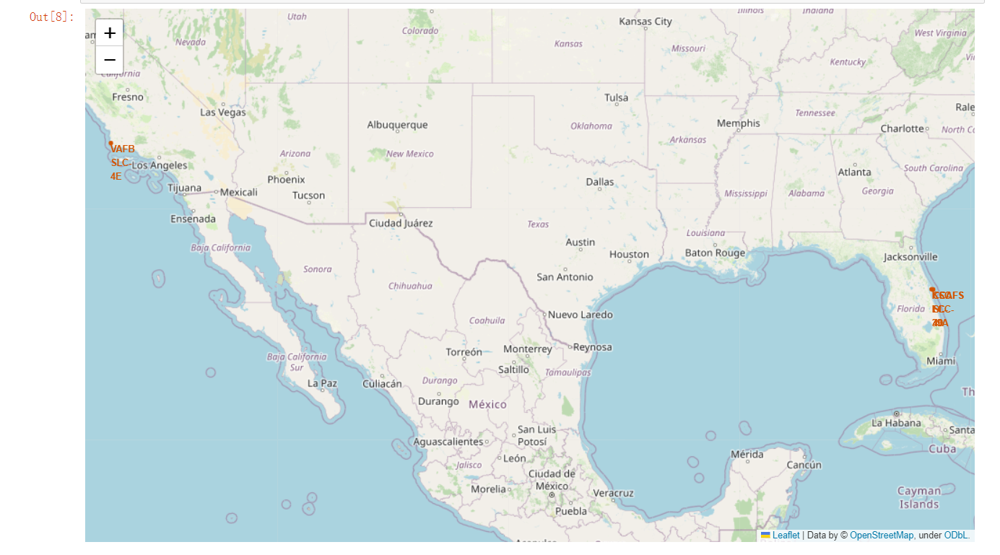 Out[8]:
+
−
Utah
Colorado
Kansas City
Illinois
Indiana
West Virginia
Nevada
Kansas
Missouri
Kentucky
California
Fresno
Las Vegas
Tulsa
Albuquerque
Oklahoma
Memphis
Tennessee
Charlotte
North C
Rale
Arkansas
VAFB
SLC-
4E
Los Angeles
Arizona
New Mexico
Phoenix
Tucson
Dallas
Atlanta
South Carolina
Tijuana
Mexicali
Mississippi
Alabama
Georgia
Ensenada
Ciudad Juárez
Texas
Louisiana
Baja California
Austin
Houston
Baton Rouge
Jacksonville
Sonora
Chihuahua
San Antonio
CCAFS
SLC-
Florida
Coahuila
Nuevo Laredo
Torreón
Monterrey
Reynosa
Miami
Baja California
Sur
Saltillo
Tamaulipas
La Paz
Culiacán
Durango
Durango
México
Th
La Habana
Santa
Cuba
Aguascalientes
San Luis
Potosí
León
Jalisco
Mérida
Cancún
Ciudad de
México
Morelia
Veracruz
Puebla
Cayman
Islands
Acapulco
Leaflet | Data by © OpenStreetMap, under ODbL.